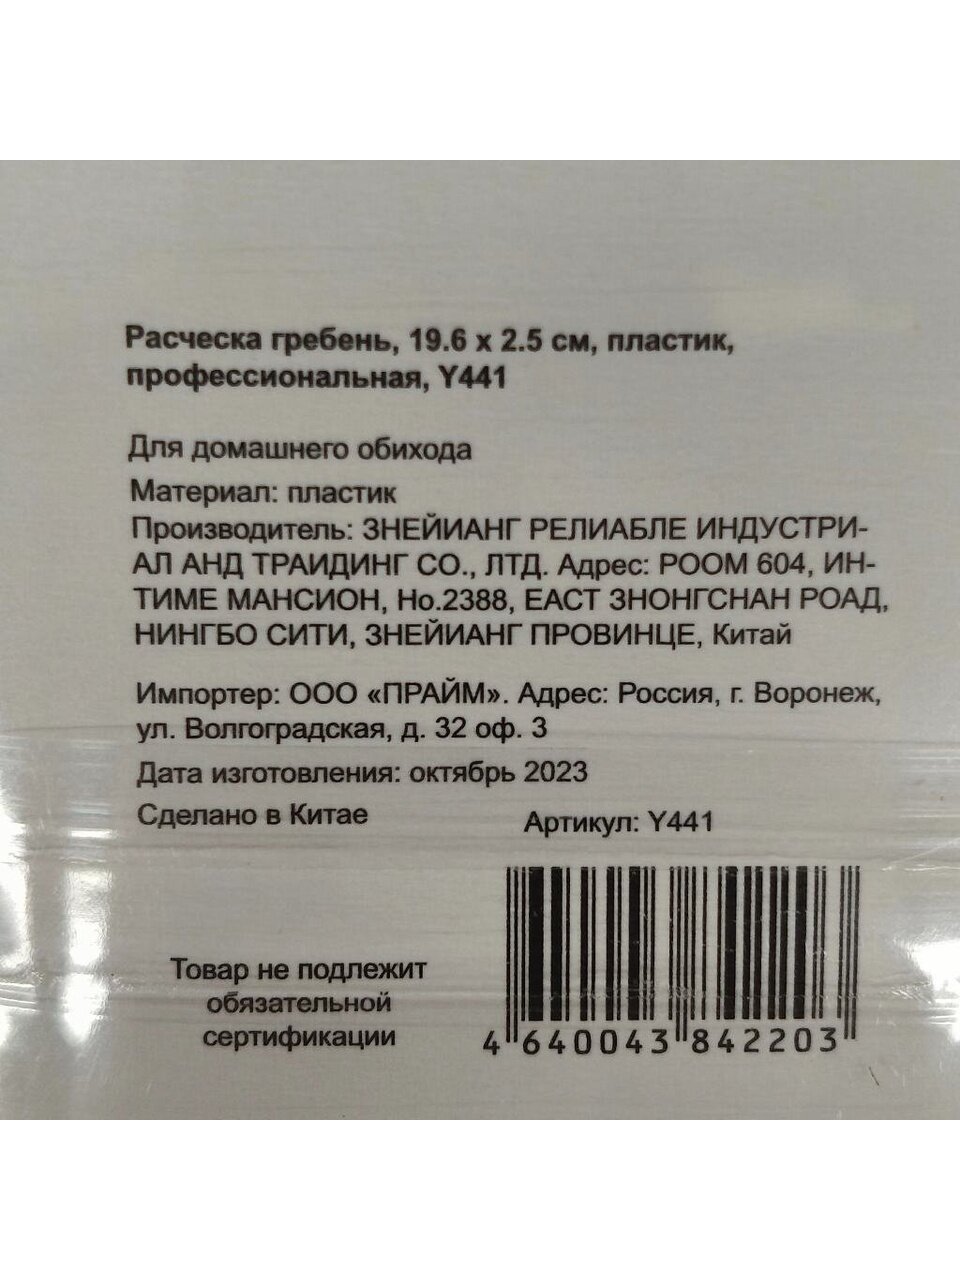 Расческа гребень, 19.6 х 2.5 см, пластик,
профессиональная, Y441
Для домашнего обихода
Материал: пластик
Производитель: ЗНЕЙИАНГ РЕЛИАБЛЕ ИНДУСТРИ-
АЛ АНД ТРАИДИНГ СО., ЛТД. Адрес: РООМ 604, ИН-
ТИМЕ МАНСИОН, Но.2388, ЕАСТ ЗНОНГСНАН РОАД,
НИНГБО СИТИ, ЗНЕЙИАНГ ПРОВИНЦЕ, Китай
Импортер: ООО «ПРАЙМ». Адрес: Россия, г. Воронеж,
ул. Волгоградская, д. 32 оф. 3
Дата изготовления: октябрь 2023
Сделано в Китае
Артикул: Y441
Товар не подлежит
обязательной
сертификации
4 640043 842203